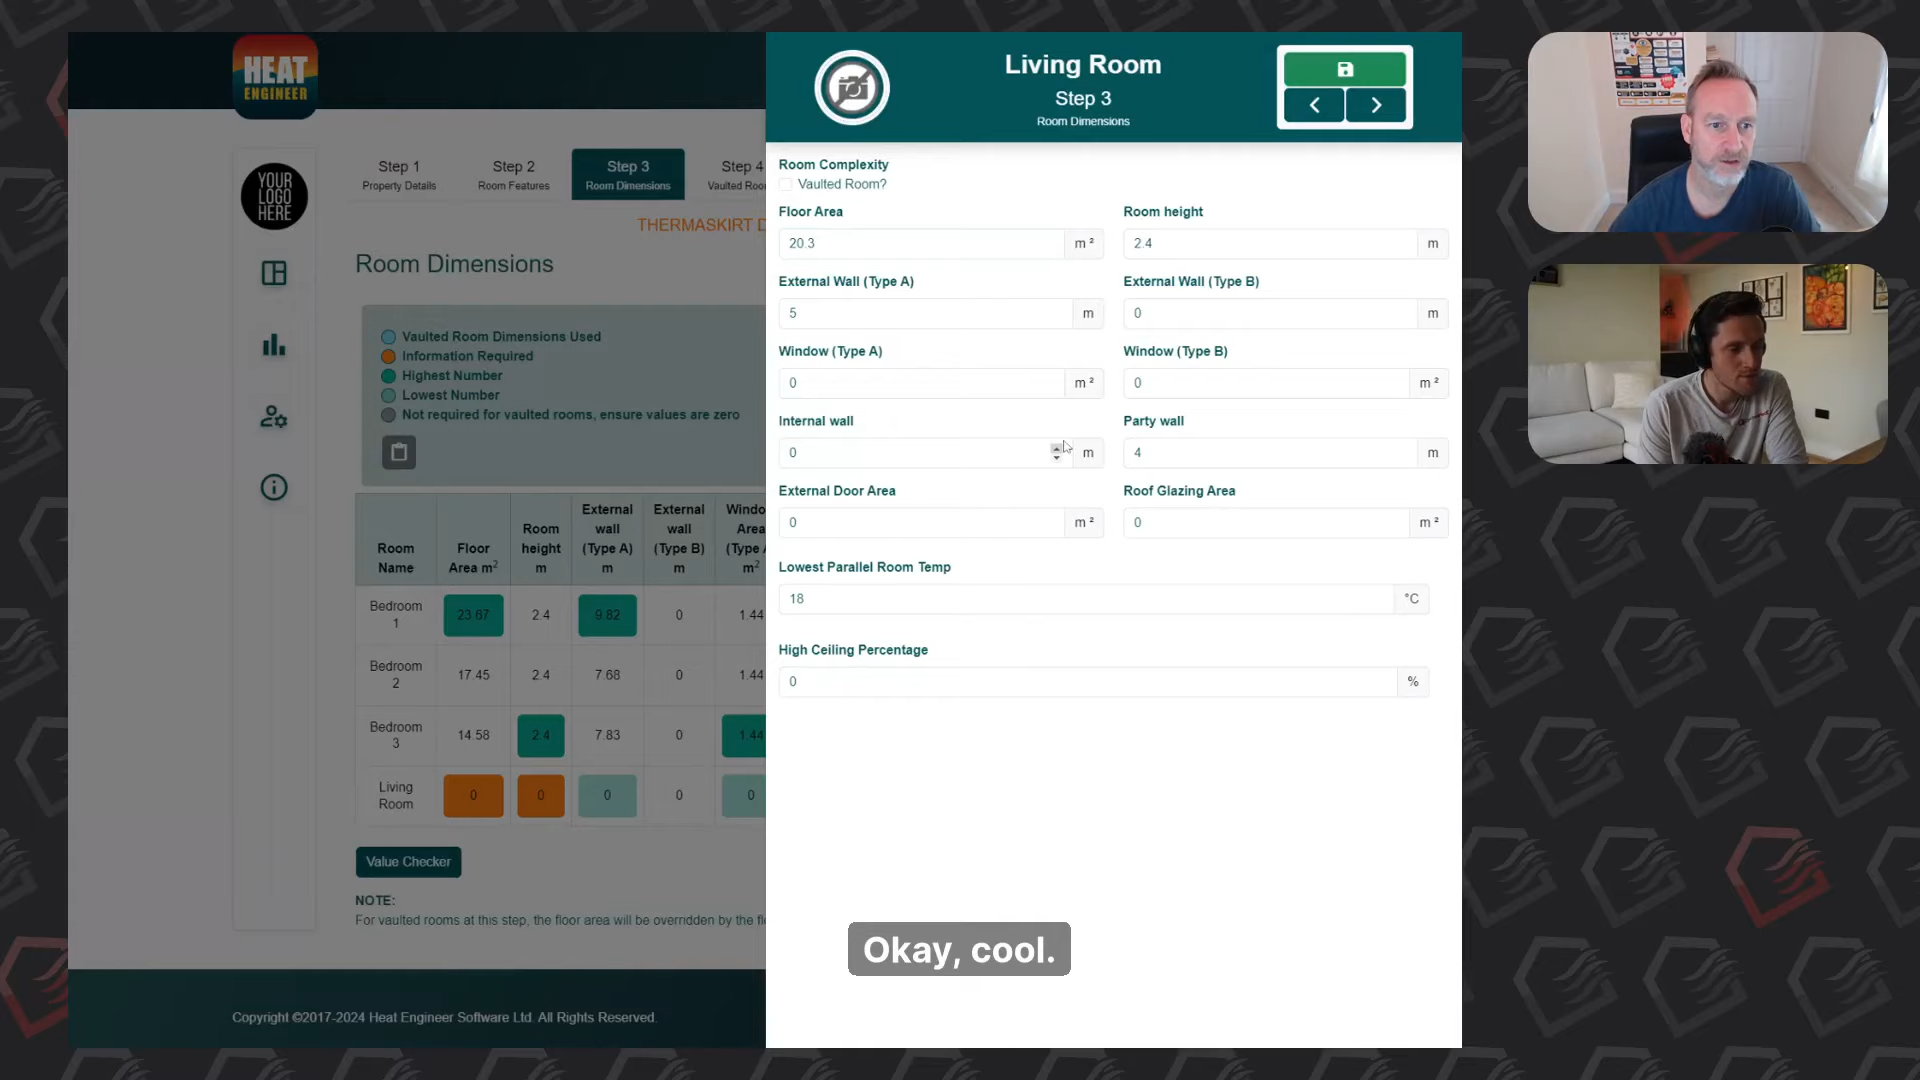 HEAT
ENGINEER
YOUR
LOGO
HERE
Step 1
Property Details
Step 2
Room Features
Step 3
Room Dimensions
Step 4
Vaulted Roo
THERMASKIRT D
Room Dimensions
Vaulted Room Dimensions Used
Information Required
Highest Number
Lowest Number
Not required for vaulted rooms, ensure values are zero
Room Name Floor Area m² Room height m External wall (Type A) m External wall (Type B) m Windo Area (Type A m²
Bedroom 1 23.67 2.4 9.82 0 1.44
Bedroom 2 17.45 2.4 7.68 0 1.44
Bedroom 3 14.58 2.4 7.83 0 1.44
Living Room 0 0 0 0 0
Value Checker
NOTE:
For vaulted rooms at this step, the floor area will be overridden by the fl
Copyright ©2017-2024 Heat Engineer Software Ltd. All Rights Reserved.
Living Room
Step 3
Room Dimensions
Room Complexity
Vaulted Room?
Floor Area Room height
20.3 m² 2.4 m
External Wall (Type A) External Wall (Type B)
5 m 0 m
Window (Type A) Window (Type B)
0 m² 0 m²
Internal wall Party wall
0 m 4 m
External Door Area Roof Glazing Area
0 m² 0 m²
Lowest Parallel Room Temp
18 °C
High Ceiling Percentage
0 %
Okay, cool.